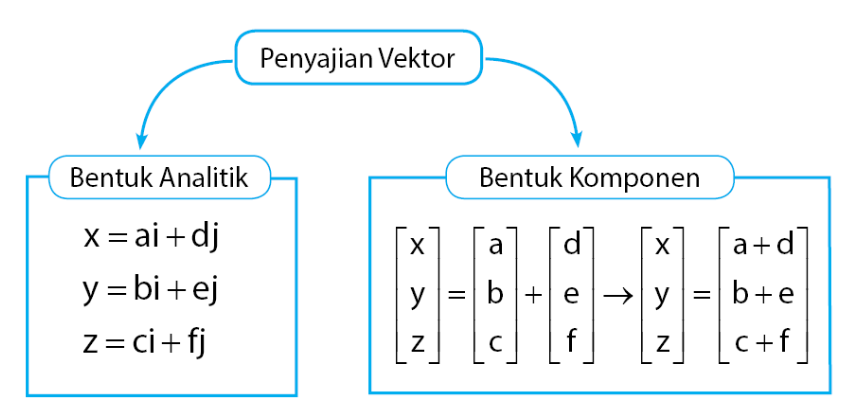 Penyajian Vektor
Bentuk Analitik
x = ai + dj
y = bi + ej
z = ci + fj
Bentuk Komponen
[x y z] = [a b c] + [d e f] → [x y z] = [a+d b+e c+f]